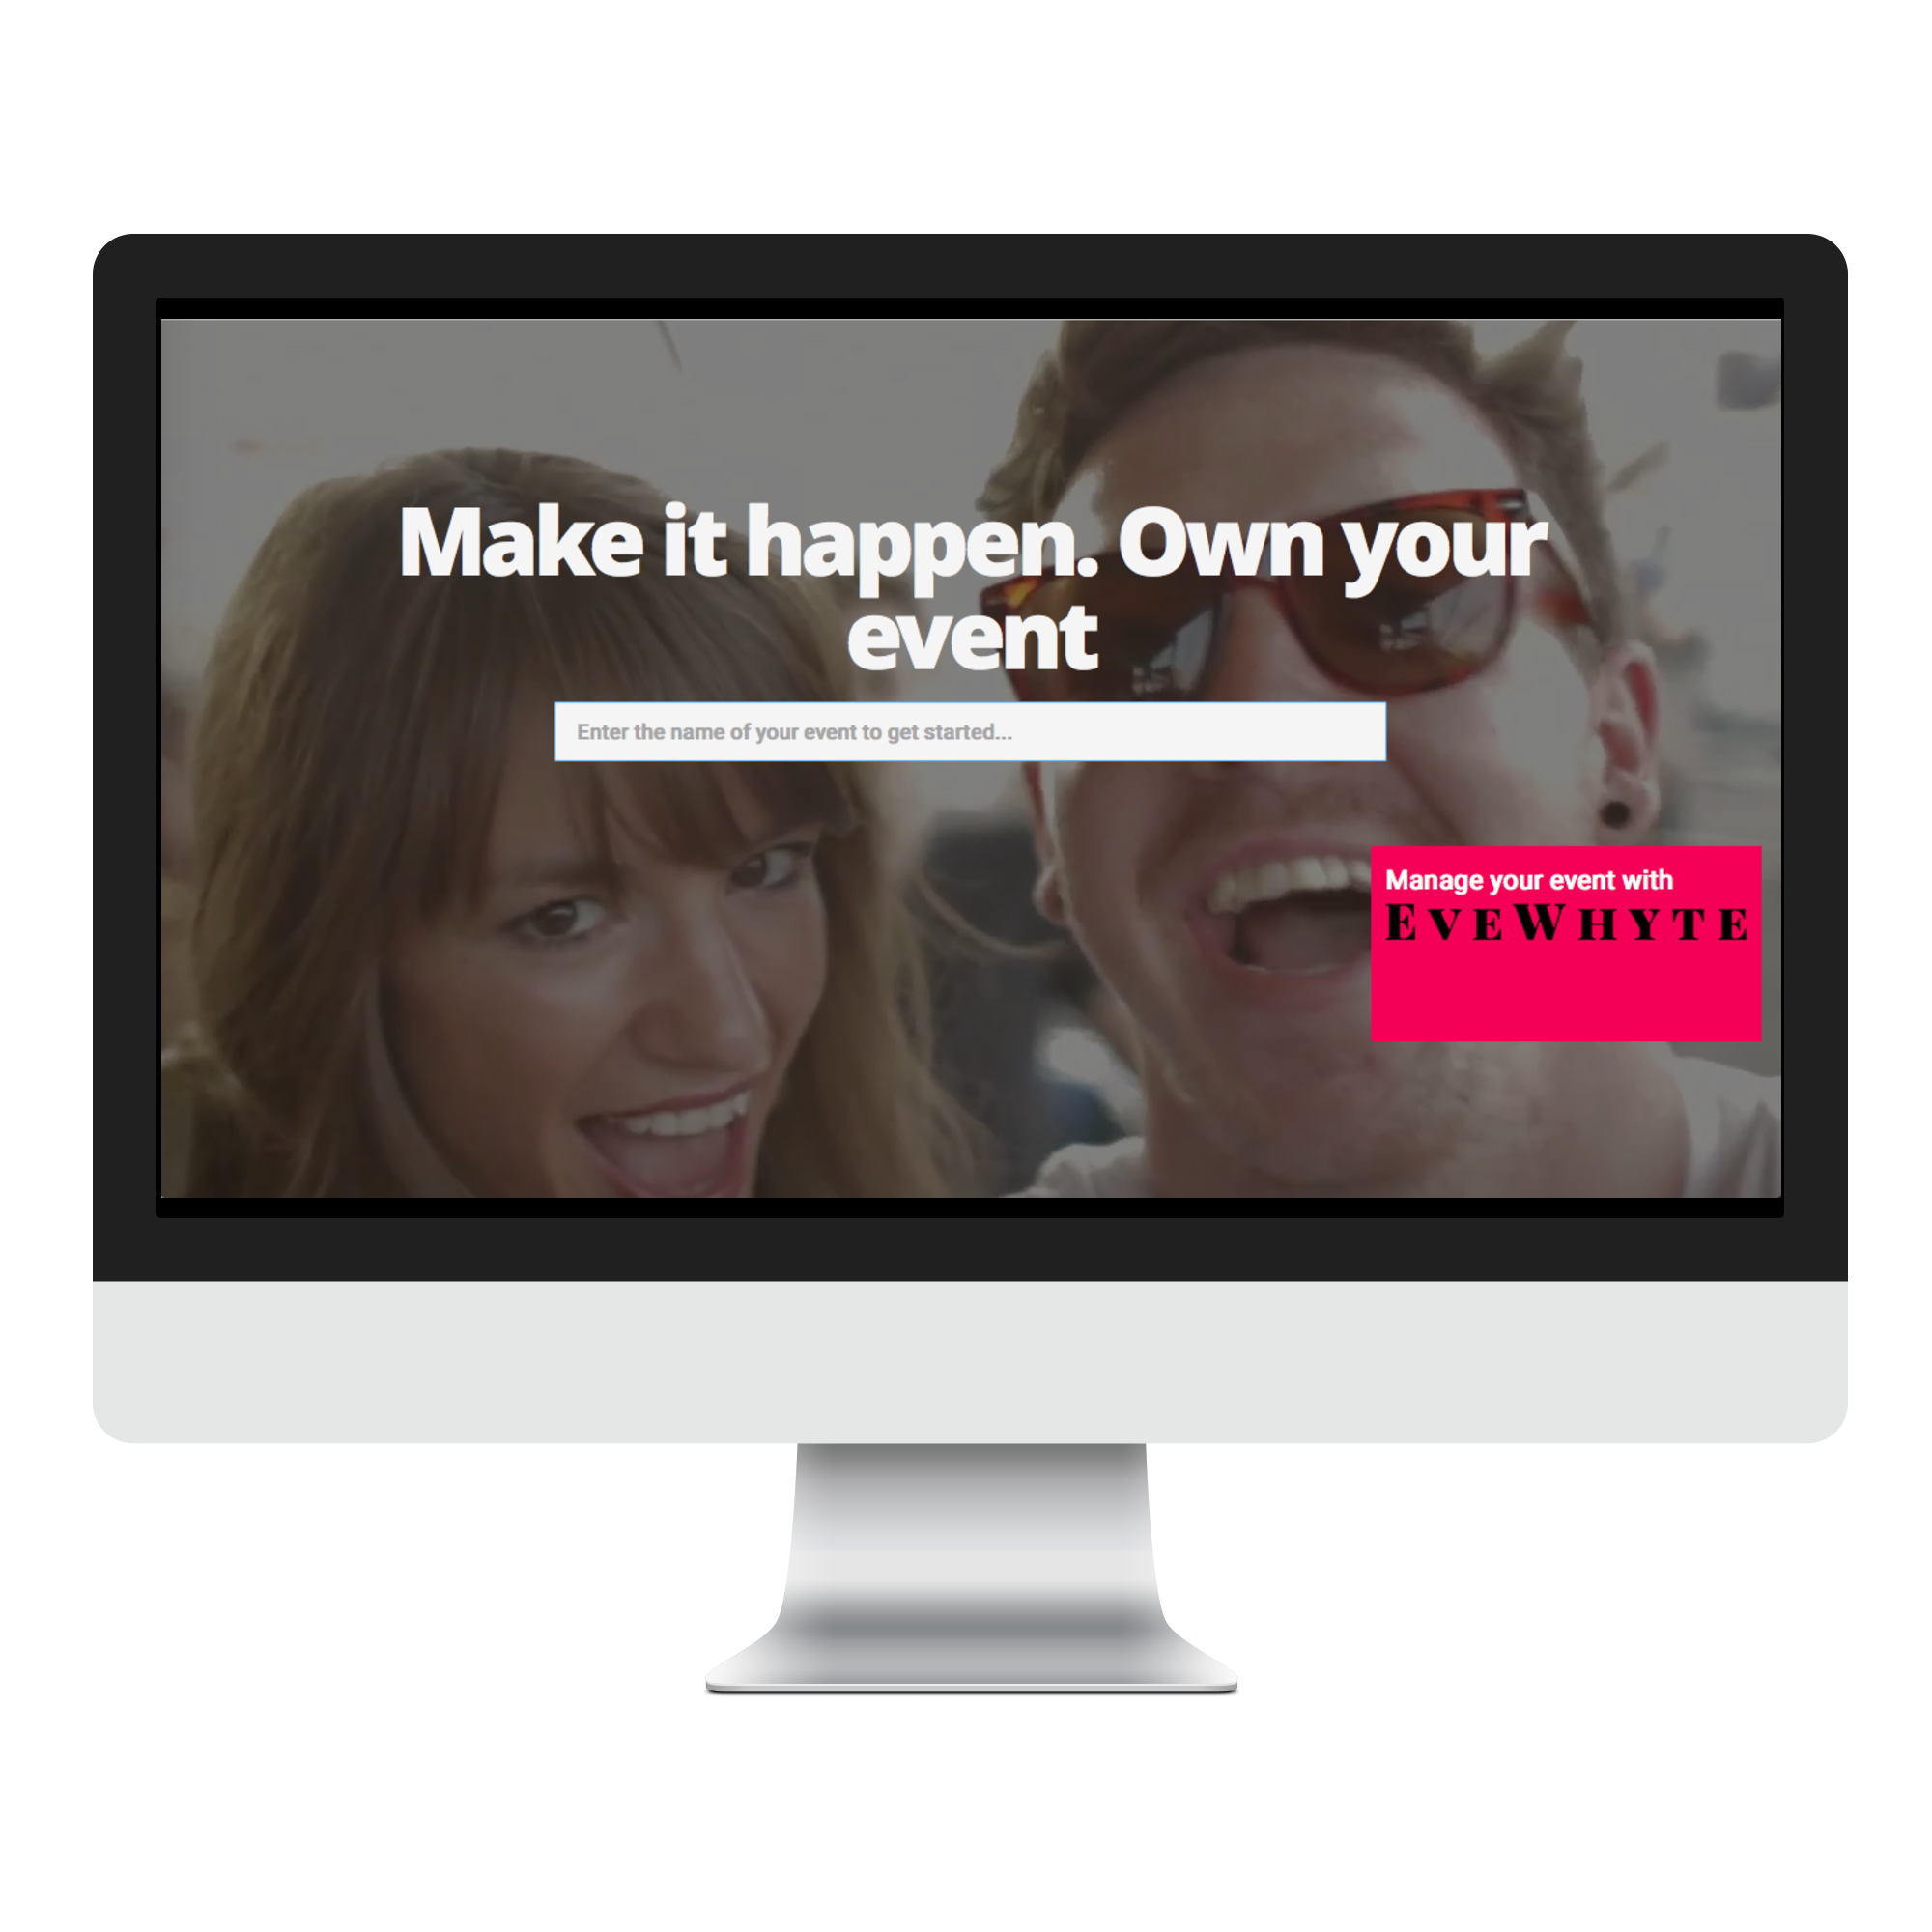 Make it happen. Own your
event
Enter the name of your event to get started...
Manage your event with
EVEWHYTE